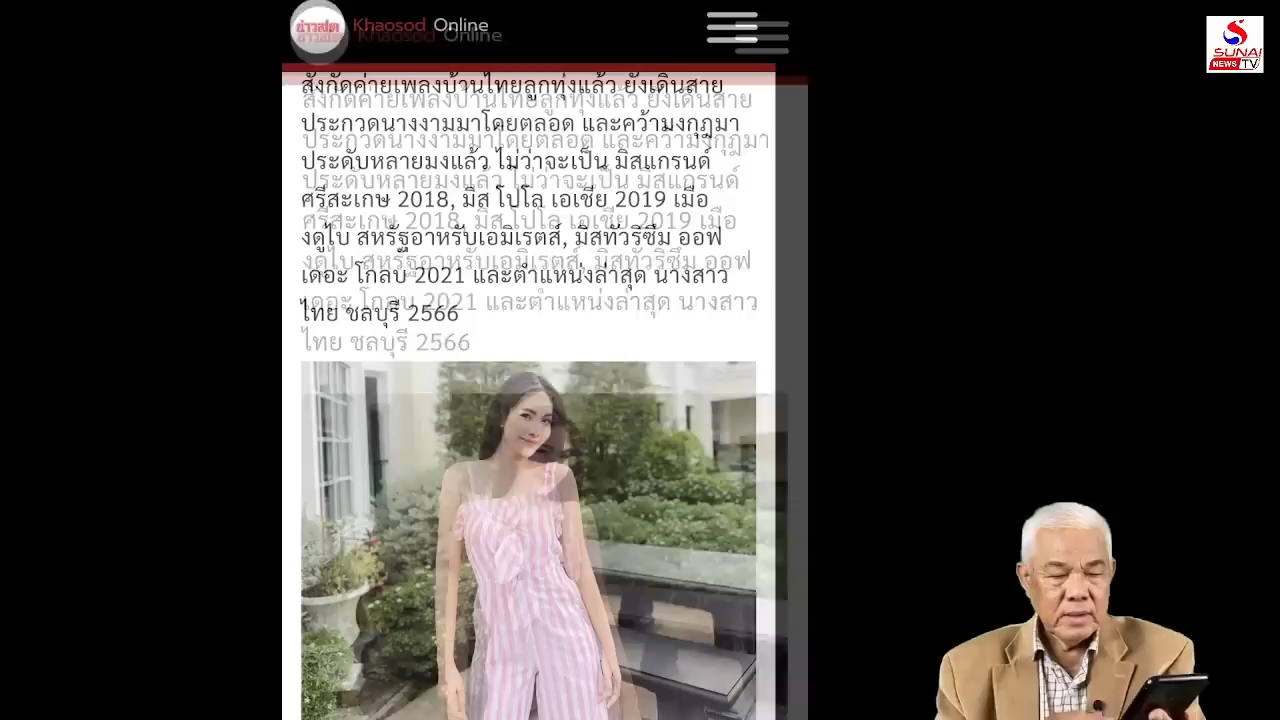 ข่าวสด Khaosod Online
SUNAI
NEWS TV
สังกัดค่ายเพลงบ้านไทยลูกทุ่งแล้ว ยังเดินสาย
ประกวดนางงามมาโดยตลอด และคว้ามงกุฎมา
ประดับหลายมงแล้ว ไม่ว่าจะเป็น มิสแกรนด์
ศรีสะเกษ 2018, มิส โปโล เอเชีย 2019 เมือ
งดูไบ สหรัฐอาหรับเอมิเรตส์, มิสทัวริซึม ออฟ
เดอะ โกลบ 2021 และตำแหน่งล่าสุด นางสาว
ไทย ชลบุรี 2566